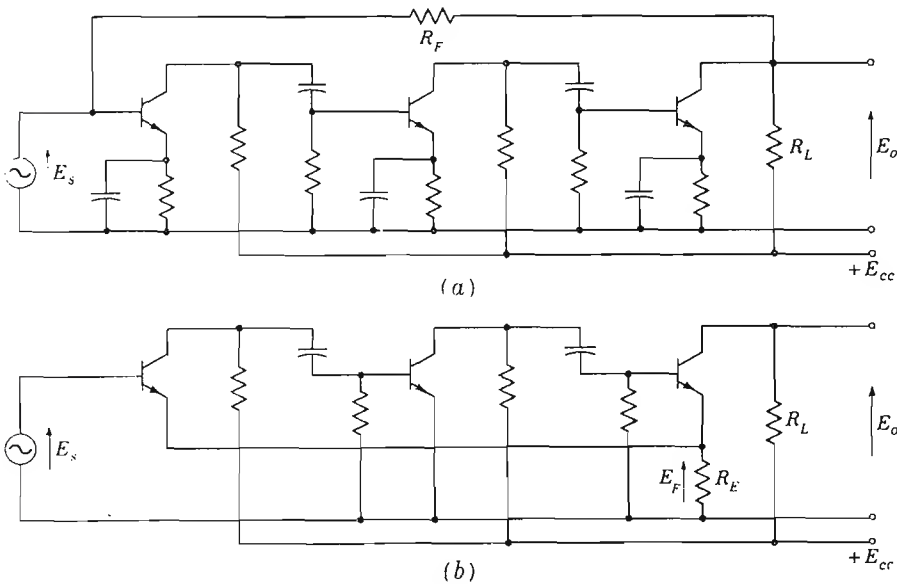 R_F
E_s
R_L
E_o
+ E_cc
(a)
E_s
E_F
R_E
R_L
E_o
+ E_cc
(b)